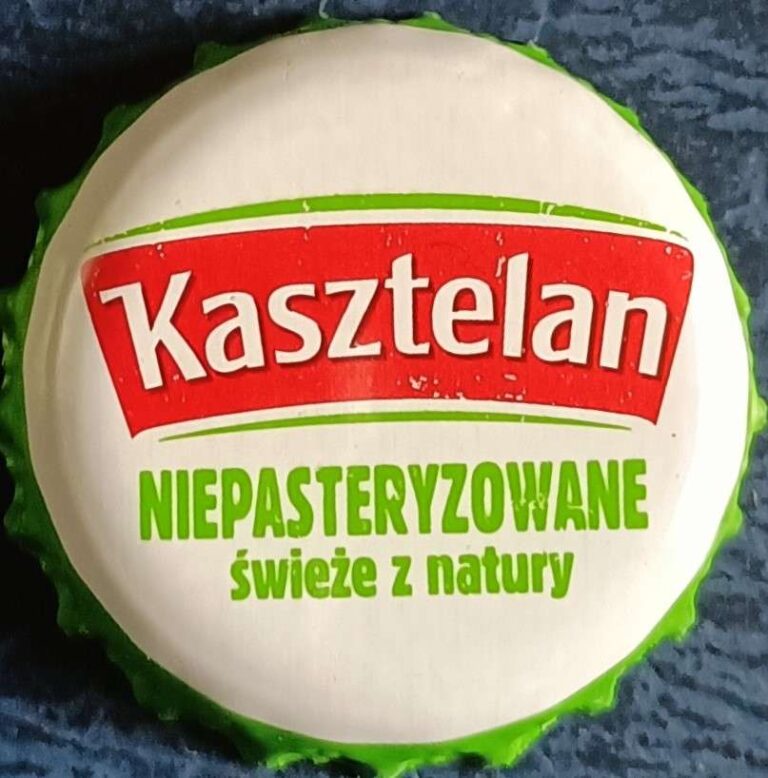 Kasztelan
NIEPASTERYZOWANE
świeże z natury